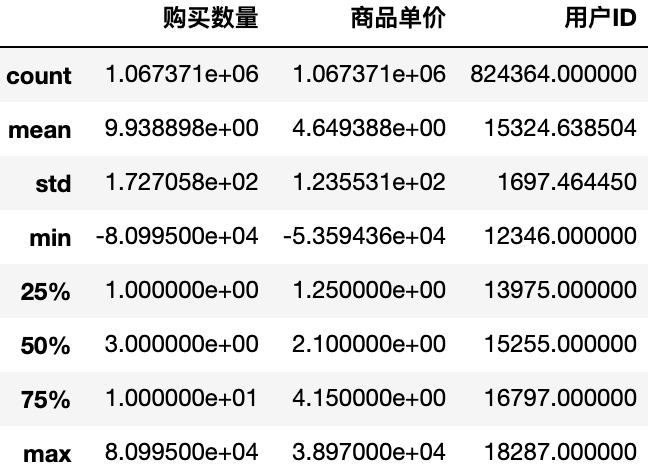 购买数量 商品单价 用户ID
count 1.067371e+06 1.067371e+06 824364.000000
mean 9.938898e+00 4.649388e+00 15324.638504
std 1.727058e+02 1.235531e+02 1697.464450
min -8.099500e+04 -5.359436e+04 12346.000000
25% 1.000000e+00 1.250000e+00 13975.000000
50% 3.000000e+00 2.100000e+00 15255.000000
75% 1.000000e+01 4.150000e+00 16797.000000
max 8.099500e+04 3.897000e+04 18287.000000